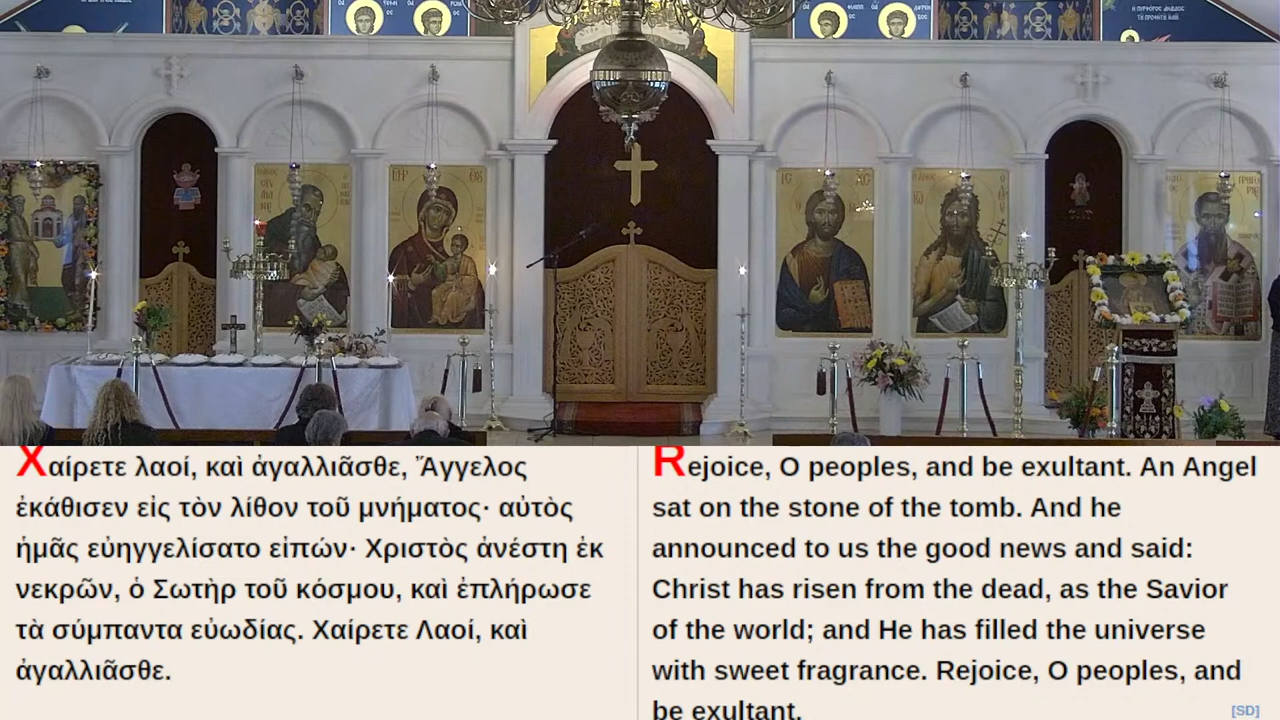 Χαίρετε λαοί, καὶ ἀγαλλιᾶσθε, Ἄγγελος
ἐκάθισεν εἰς τὸν λίθον τοῦ μνήματος· αὐτὸς
ἡμᾶς εὐηγγελίσατο εἰπών· Χριστὸς ἀνέστη ἐκ
νεκρῶν, ὁ Σωτὴρ τοῦ κόσμου, καὶ ἐπλήρωσε
τὰ σύμπαντα εὐωδίας. Χαίρετε Λαοί, καὶ
ἀγαλλιᾶσθε.
Rejoice, O peoples, and be exultant. An Angel
sat on the stone of the tomb. And he
announced to us the good news and said:
Christ has risen from the dead, as the Savior
of the world; and He has filled the universe
with sweet fragrance. Rejoice, O peoples, and
be exultant.
[SD]